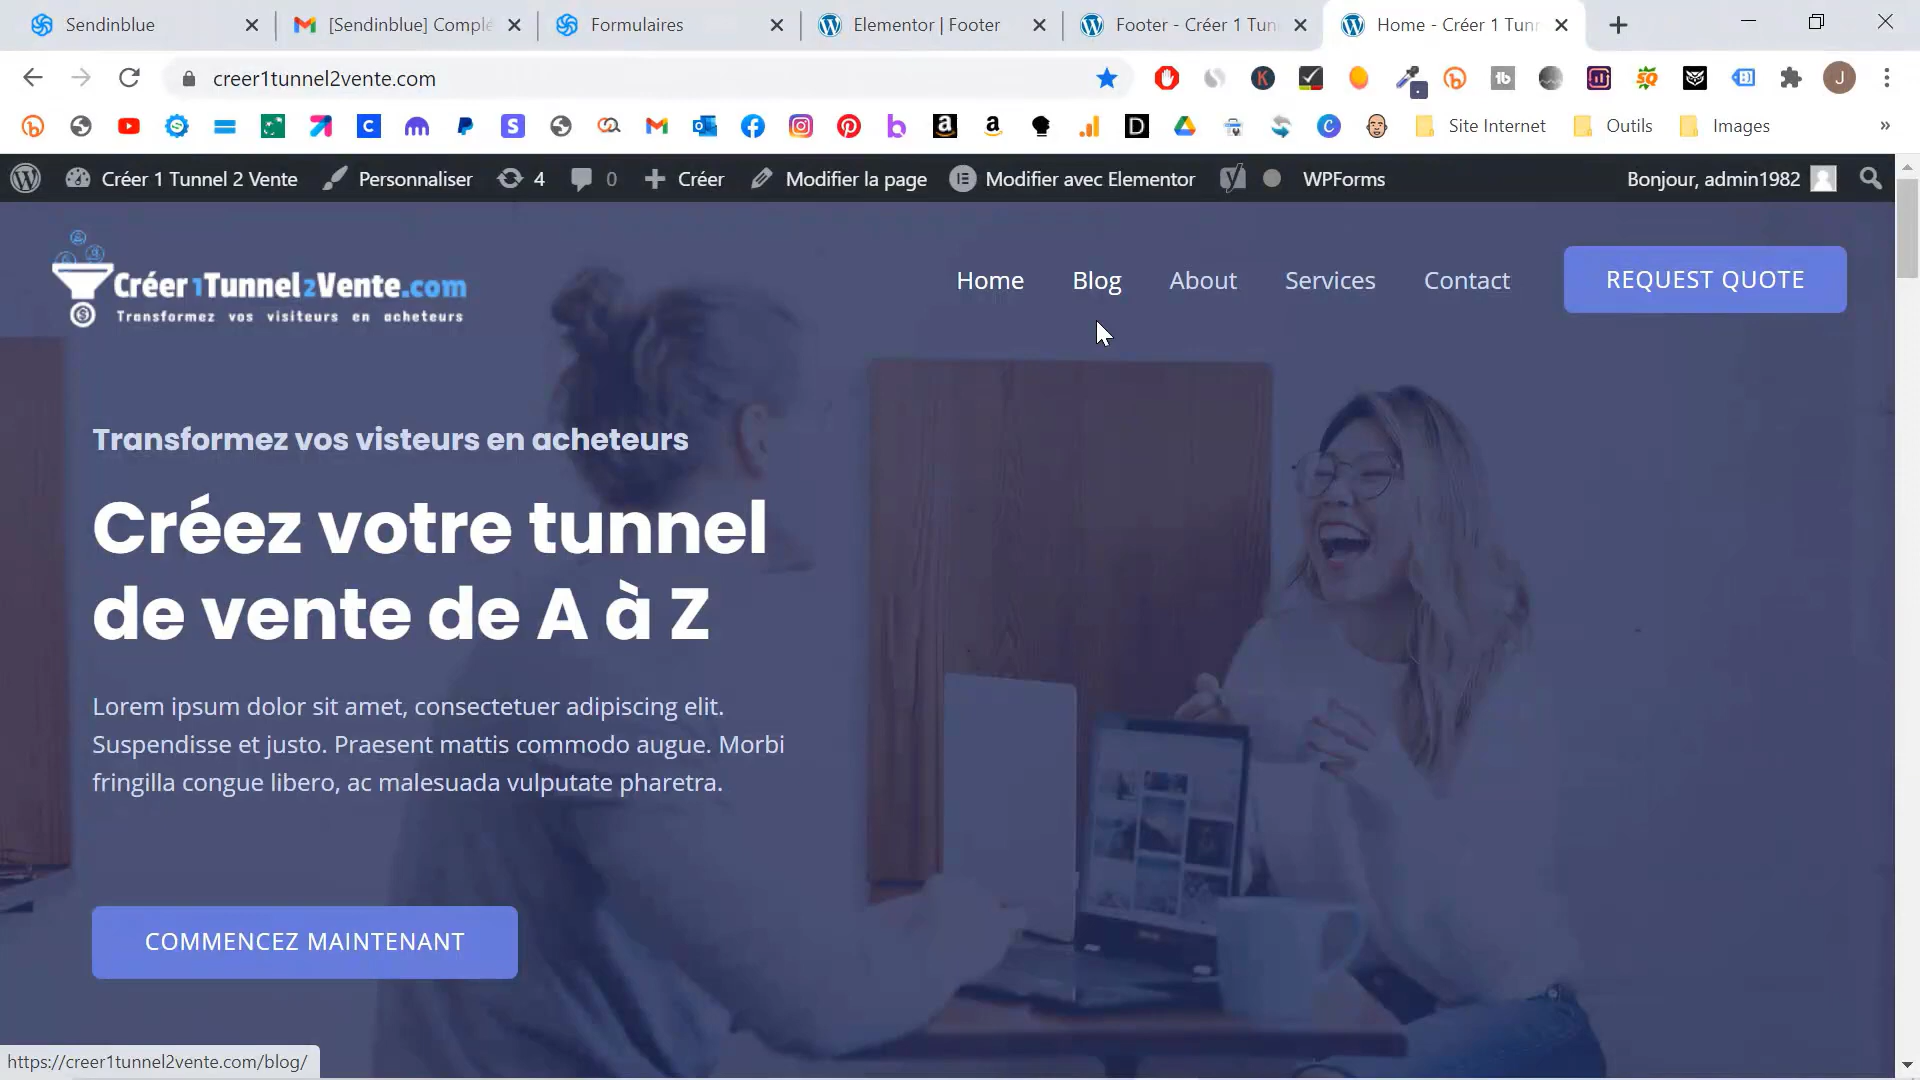 Sendinblue
[Sendinblue] Comple
Formulaires
Elementor | Footer
Footer - Créer 1 Tun
Home - Créer 1 Tunn
creer1tunnel2vente.com
Site Internet
Outils
Images
Créer 1 Tunnel 2 Vente
Personnaliser
4
0
Créer
Modifier la page
Modifier avec Elementor
WPForms
Bonjour, admin1982
Créer1Tunnel2Vente.com
Transformez vos visiteurs en acheteurs
Home
Blog
About
Services
Contact
REQUEST QUOTE
Transformez vos visteurs en acheteurs
Créez votre tunnel
de vente de A à Z
Lorem ipsum dolor sit amet, consectetuer adipiscing elit.
Suspendisse et justo. Praesent mattis commodo augue. Morbi
fringilla congue libero, ac malesuada vulputate pharetra.
COMMENCEZ MAINTENANT
https://creer1tunnel2vente.com/blog/